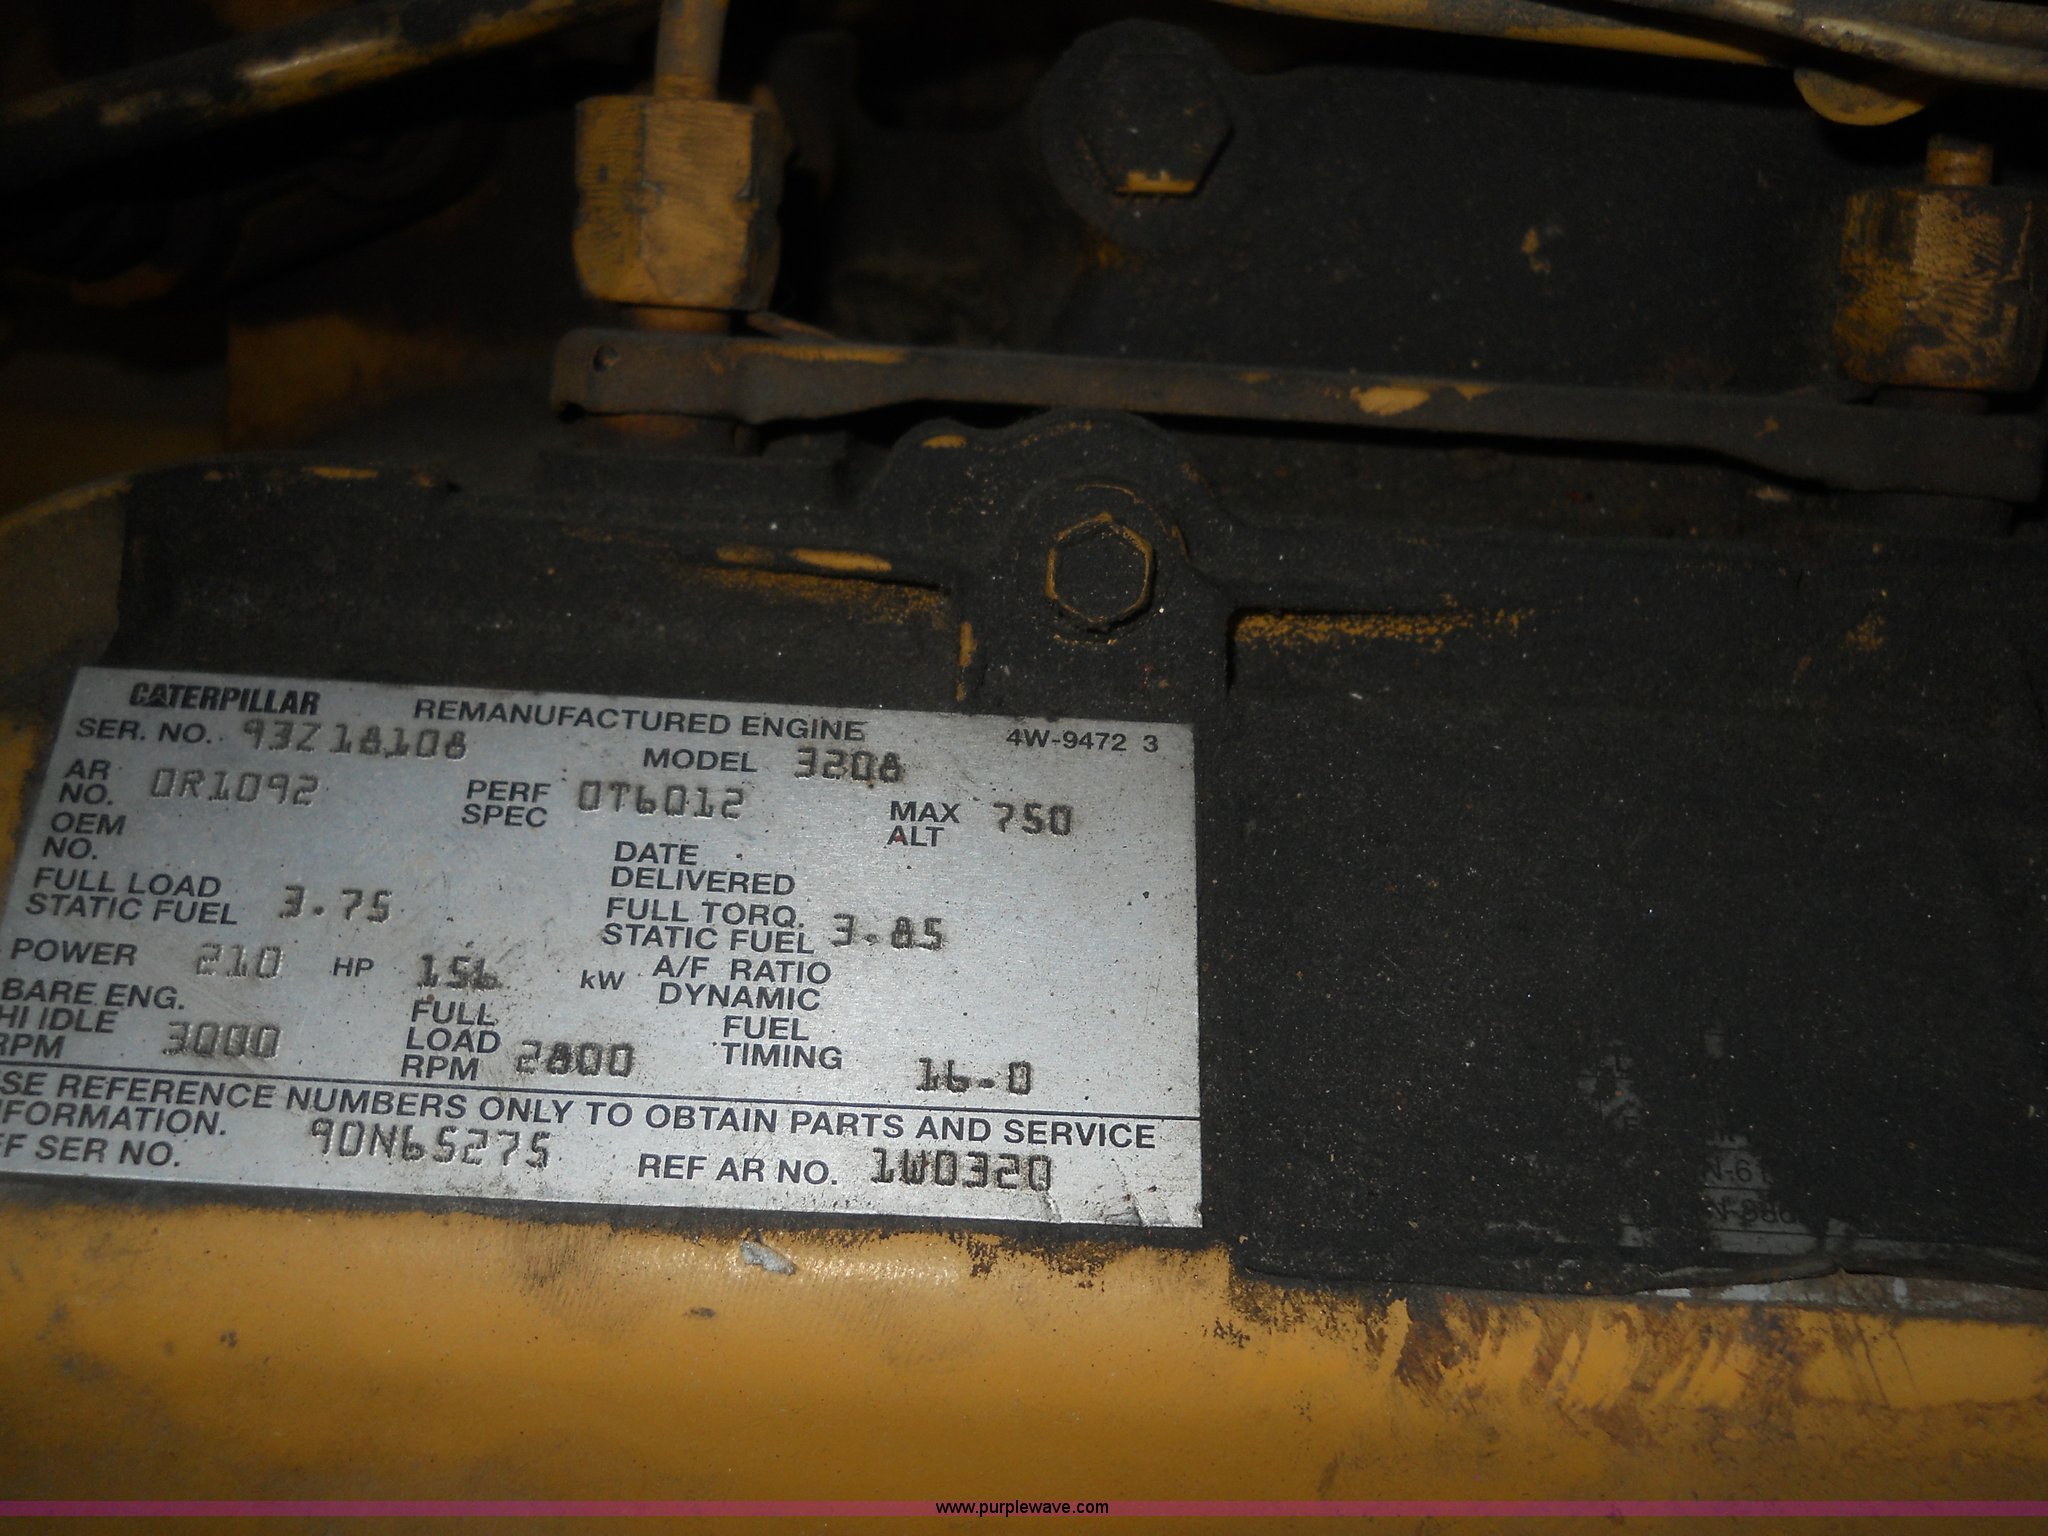 CATERPILLAR REMANUFACTURED ENGINE 4W-9472 3
SER. NO. 93Z18108 MODEL 3208
AR NO. 0R1092 PERF SPEC 0T6012 MAX ALT 750
OEM NO. DATE DELIVERED
FULL LOAD STATIC FUEL 3.75 FULL TORQ. STATIC FUEL 3.85
POWER 210 HP 156 kW A/F RATIO DYNAMIC
BARE ENG. HI IDLE RPM 3000 FULL LOAD RPM 2800 FUEL TIMING 16-0
SE REFERENCE NUMBERS ONLY TO OBTAIN PARTS AND SERVICE
FORMATION.
F SER NO. 90N65275 REF AR NO. 1W0320
N-61
www.purplewave.com